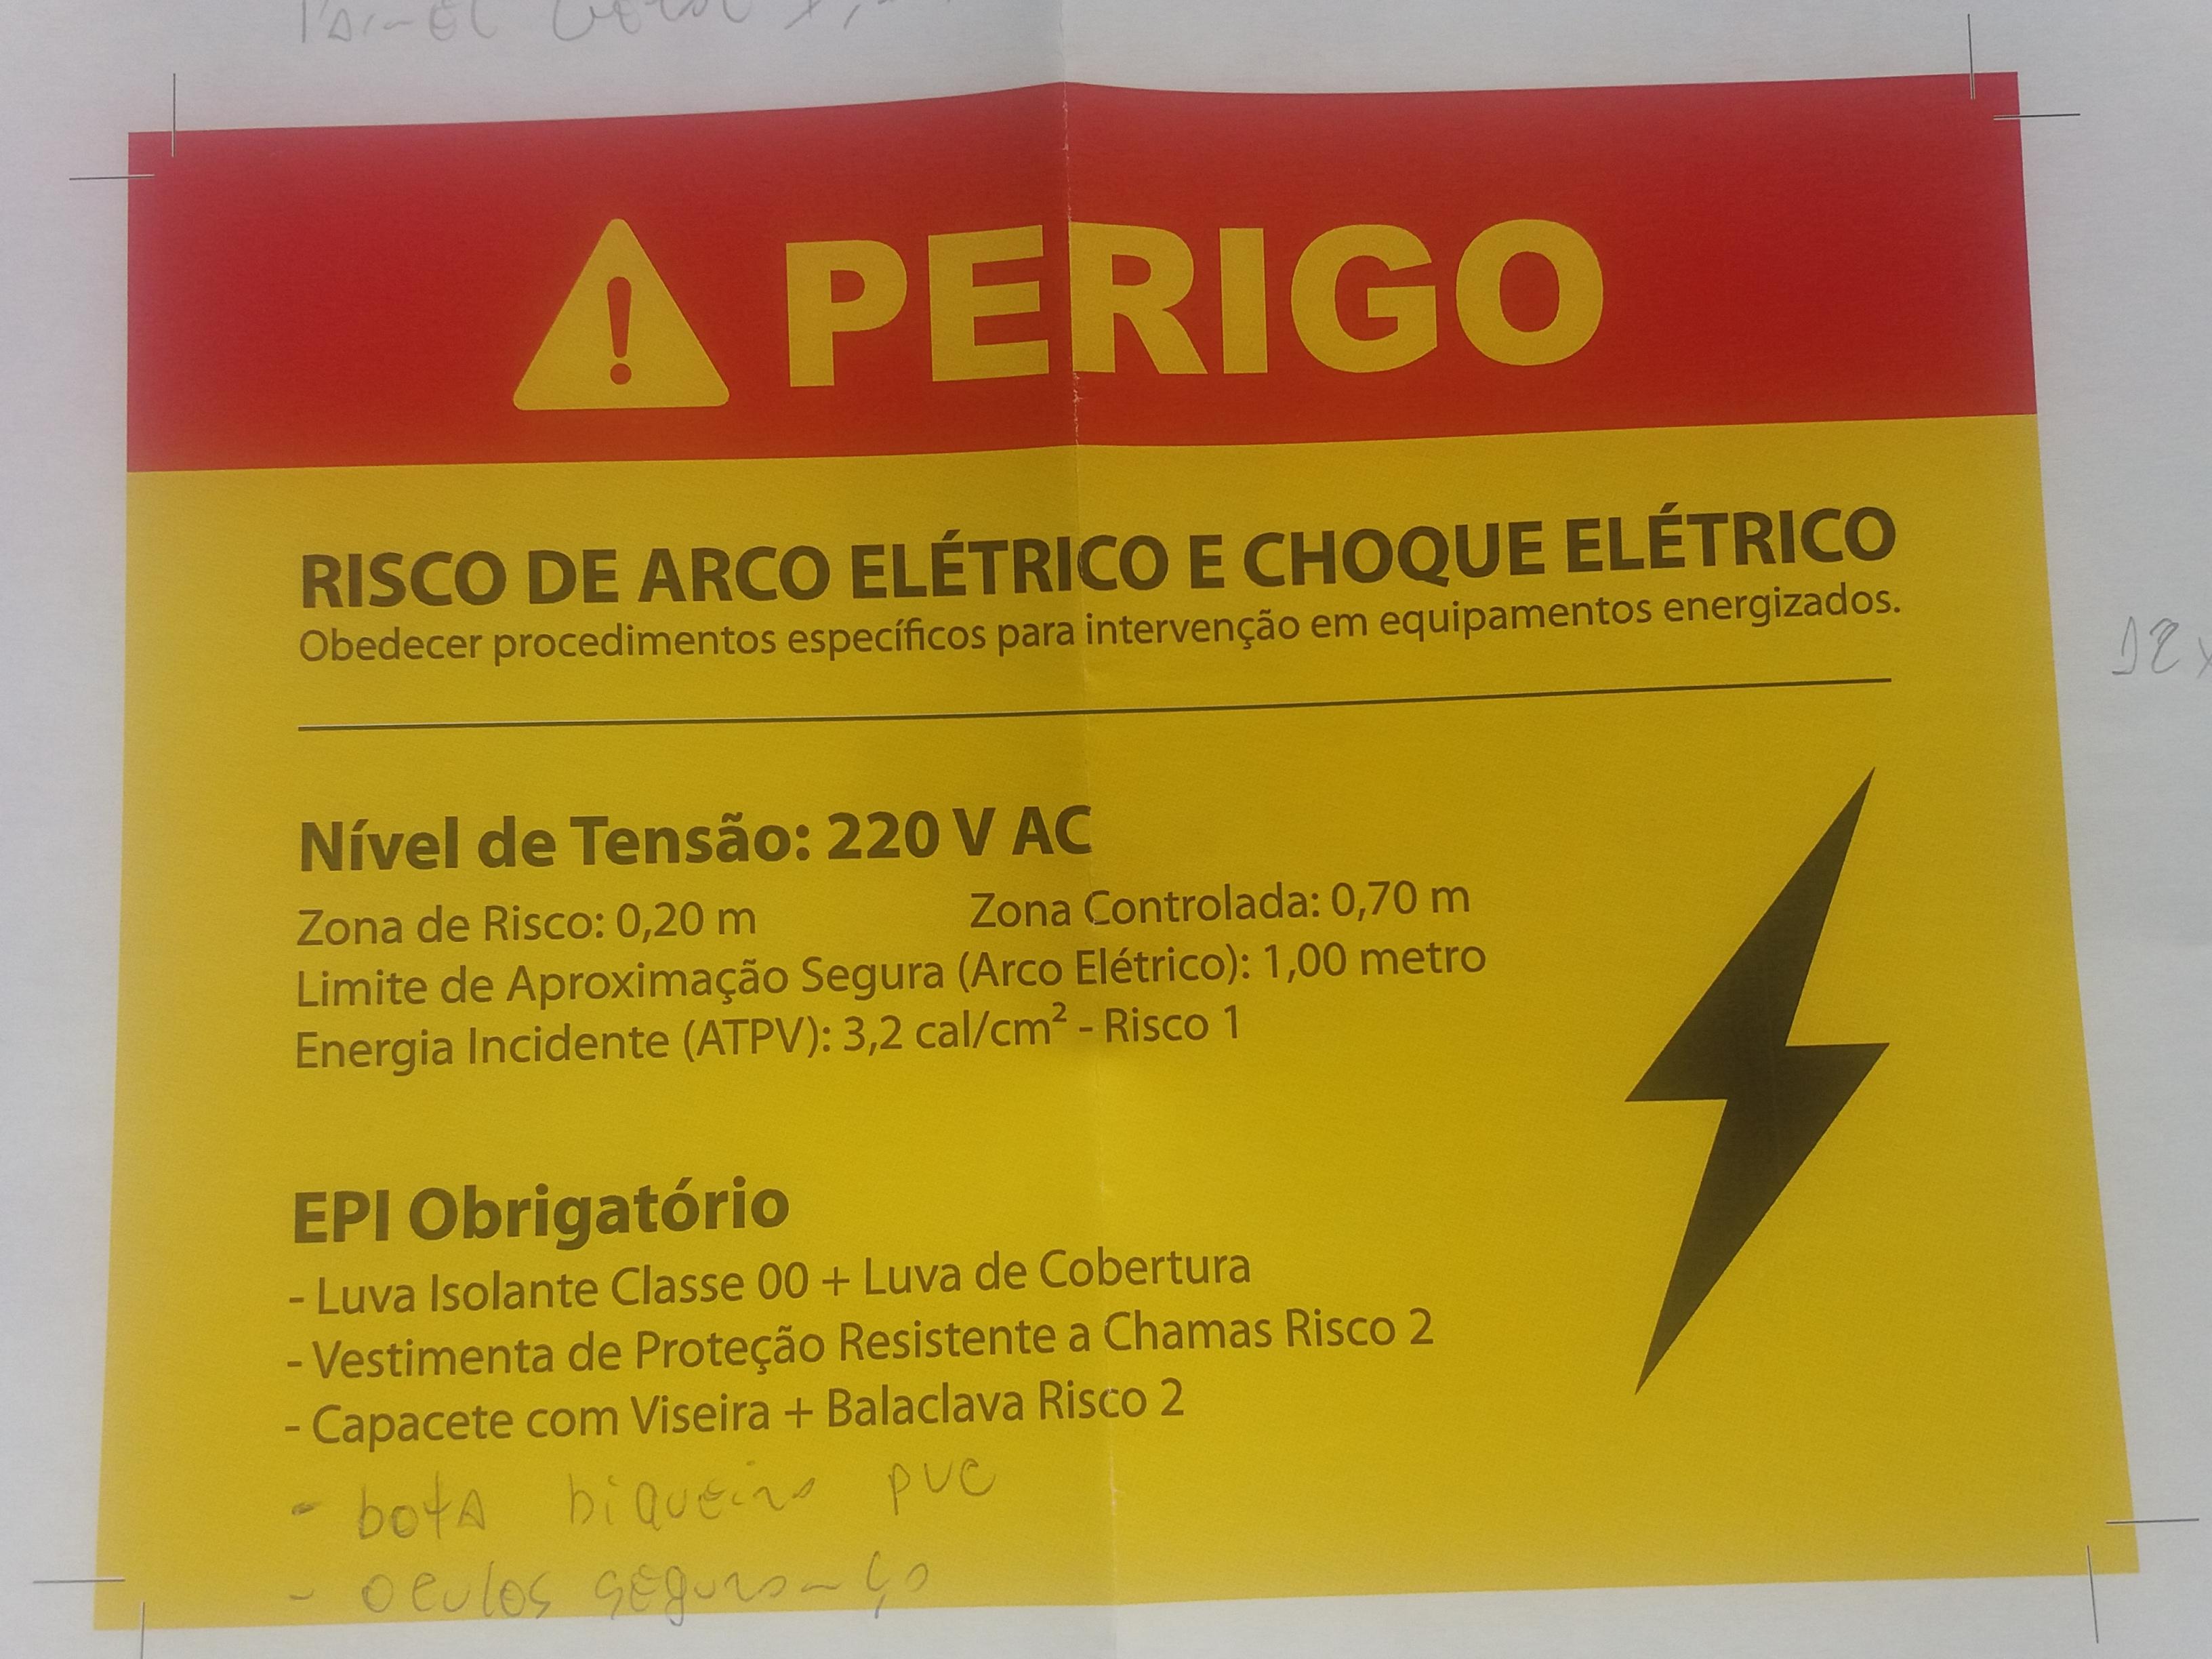 PERIGO
RISCO DE ARCO ELÉTRICO E CHOQUE ELÉTRICO
Obedecer procedimentos específicos para intervenção em equipamentos energizados.
Nível de Tensão: 220 V AC
Zona de Risco: 0,20 m Zona Controlada: 0,70 m
Limite de Aproximação Segura (Arco Elétrico): 1,00 metro
Energia Incidente (ATPV): 3,2 cal/cm² - Risco 1
EPI Obrigatório
- Luva Isolante Classe 00 + Luva de Cobertura
- Vestimenta de Proteção Resistente a Chamas Risco 2
- Capacete com Viseira + Balaclava Risco 2
- bota biqueira pvc
- oculos segurança